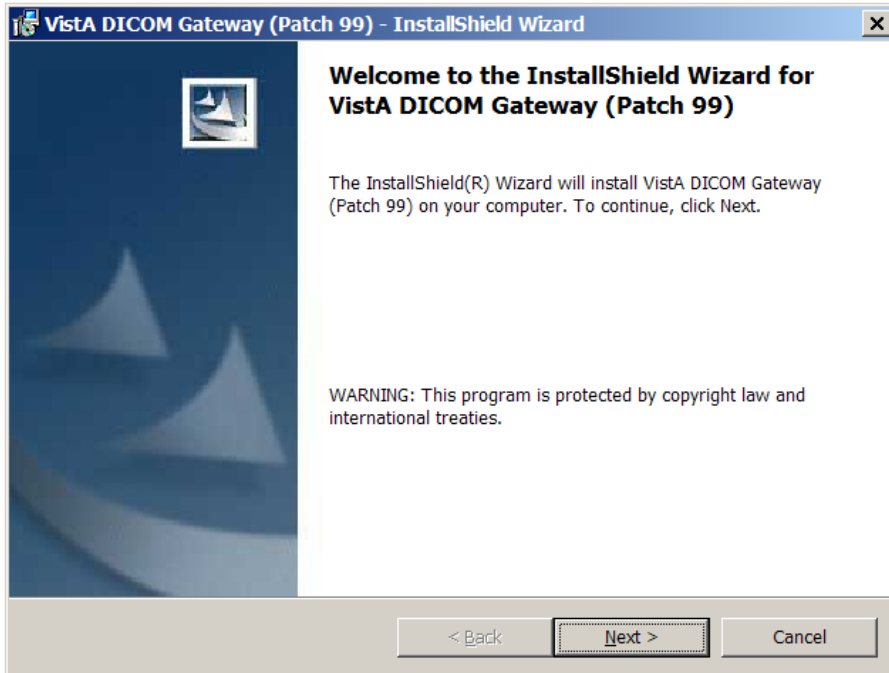 VistA DICOM Gateway (Patch 99) - InstallShield Wizard
Welcome to the InstallShield Wizard for
VistA DICOM Gateway (Patch 99)
The InstallShield(R) Wizard will install VistA DICOM Gateway
(Patch 99) on your computer. To continue, click Next.
WARNING: This program is protected by copyright law and
international treaties.
< Back Next > Cancel